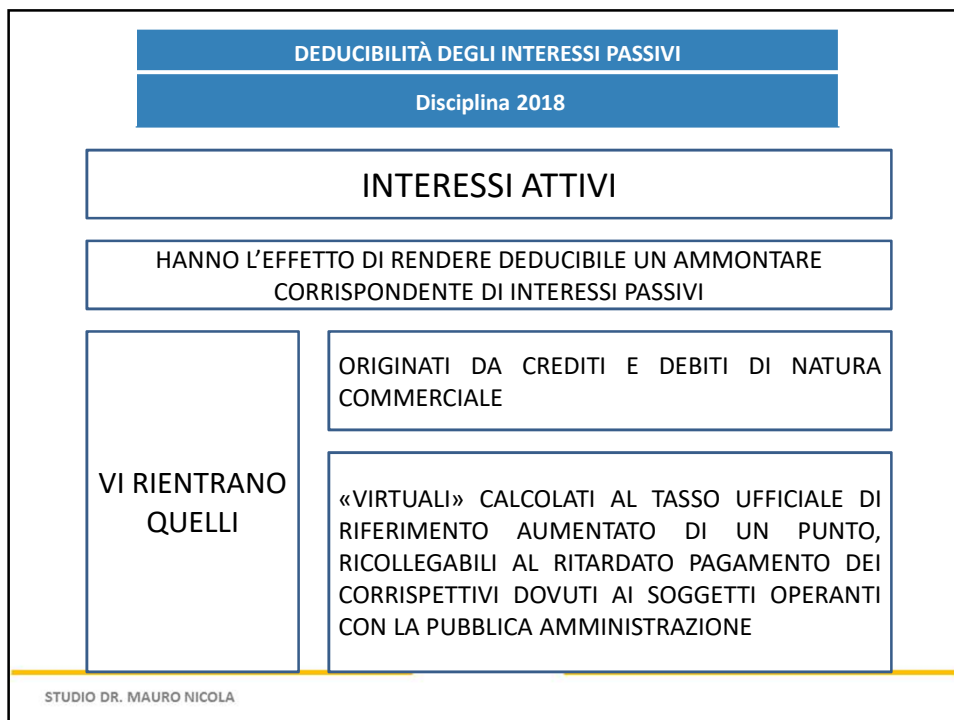 DEDUCIBILITÀ DEGLI INTERESSI PASSIVI
Disciplina 2018
INTERESSI ATTIVI
HANNO L'EFFETTO DI RENDERE DEDUCIBILE UN AMMONTARE
CORRISPONDENTE DI INTERESSI PASSIVI
VI RIENTRANO
QUELLI
ORIGINATI DA CREDITI E DEBITI DI NATURA
COMMERCIALE
«VIRTUALI» CALCOLATI AL TASSO UFFICIALE DI
RIFERIMENTO AUMENTATO DI UN PUNTO,
RICOLLEGABILI AL RITARDATO PAGAMENTO DEI
CORRISPETTIVI DOVUTI AI SOGGETTI OPERANTI
CON LA PUBBLICA AMMINISTRAZIONE
STUDIO DR. MAURO NICOLA